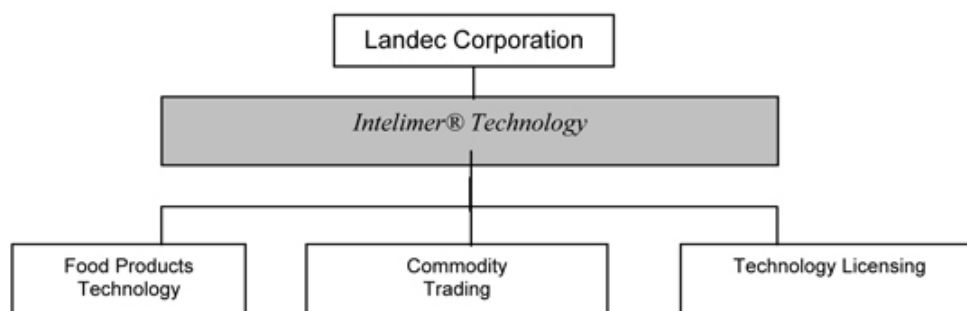 Landec Corporation
Intelimer® Technology
Food Products
Technology
Commodity
Trading
Technology Licensing